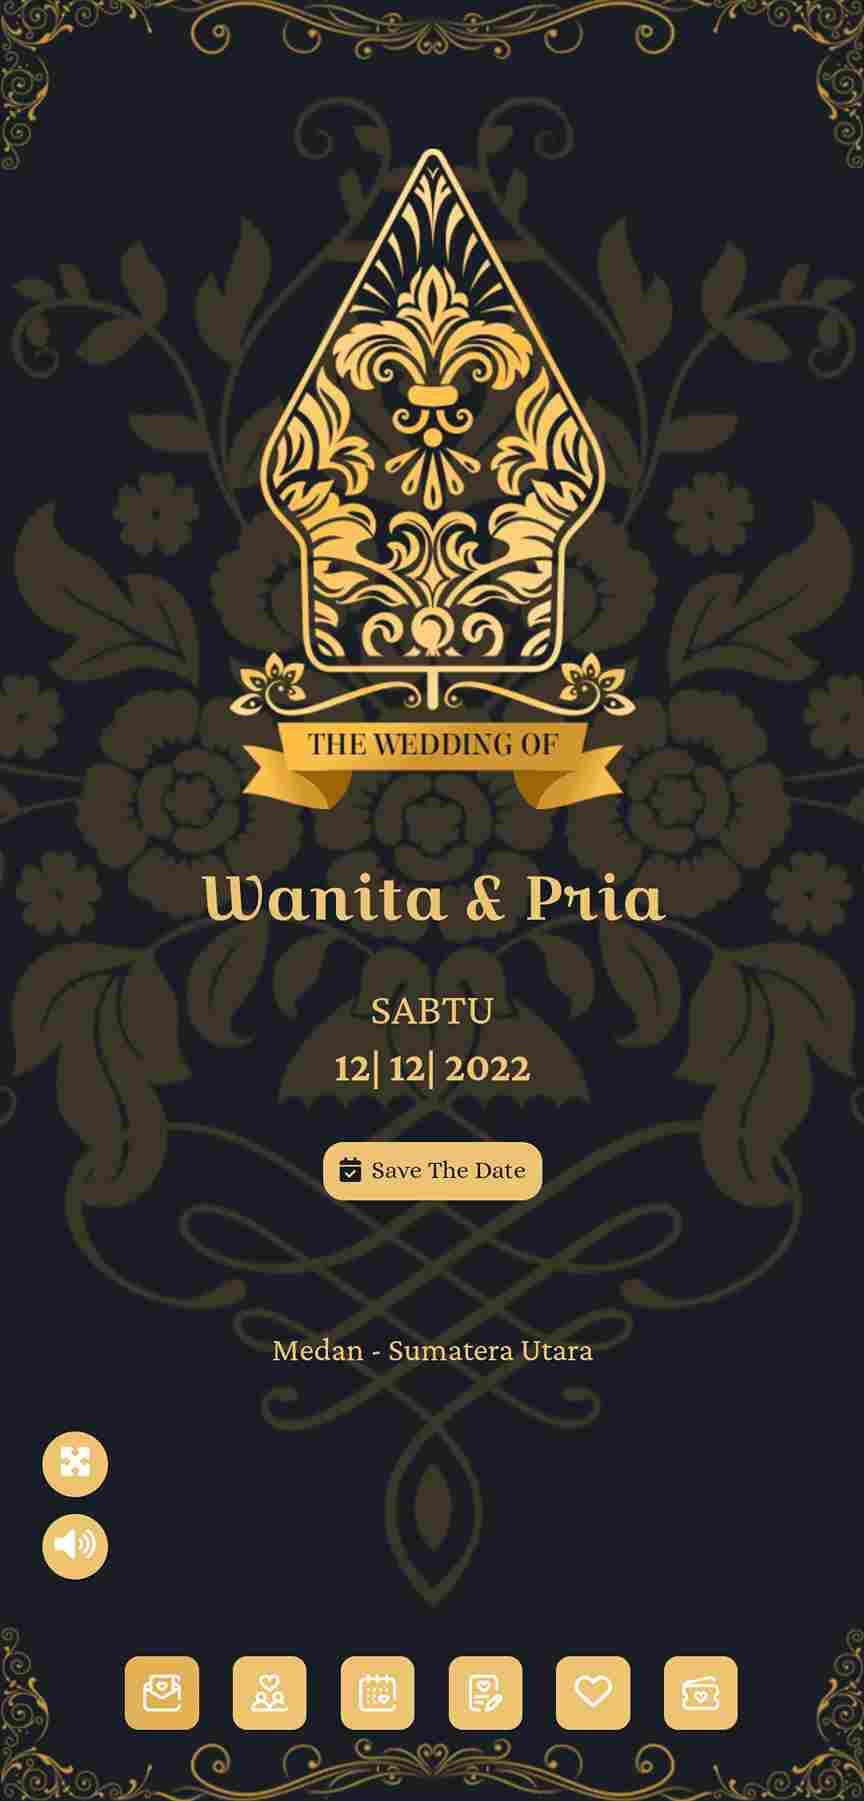 THE WEDDING OF
Wanita & Pria
SABTU
12| 12| 2022
Save The Date
Medan - Sumatera Utara